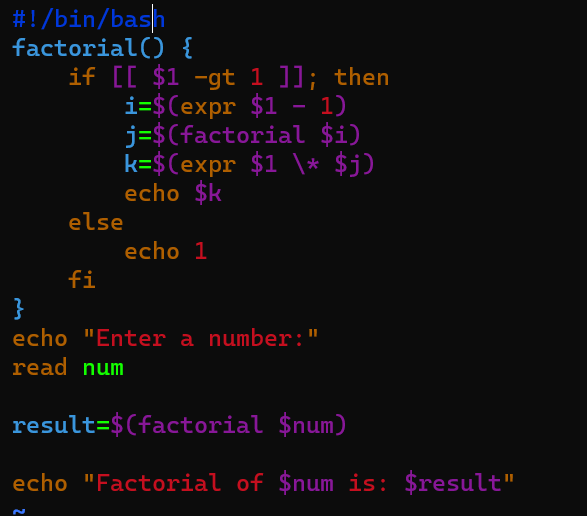 #!/bin/bash
factorial() {
    if [[ $1 -gt 1 ]]; then
        i=$(expr $1 - 1)
        j=$(factorial $i)
        k=$(expr $1 \* $j)
        echo $k
    else
        echo 1
    fi
}
echo "Enter a number:"
read num

result=$(factorial $num)

echo "Factorial of $num is: $result"
~